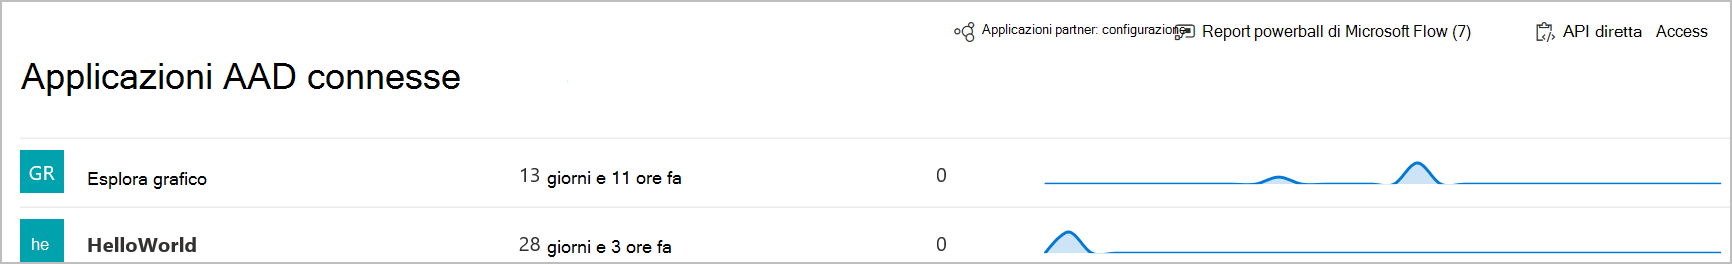 Applicazioni partner: configurazione Report powerball di Microsoft Flow (7) API diretta Access
Applicazioni AAD connesse
GR Esplora grafico 13 giorni e 11 ore fa 0
he HelloWorld 28 giorni e 3 ore fa 0